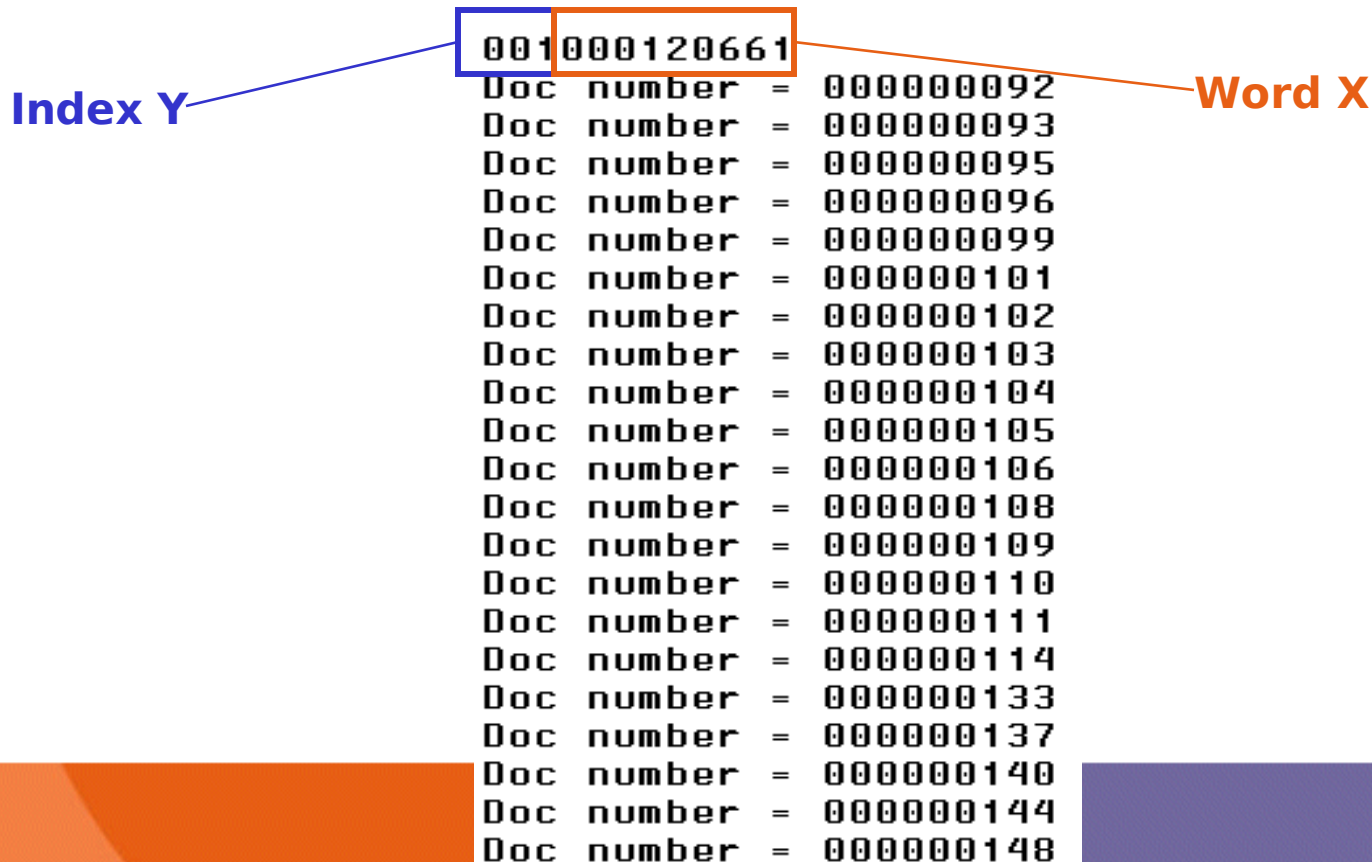 001000120661
Index Y
Word X
Doc number = 000000092
Doc number = 000000093
Doc number = 000000095
Doc number = 000000096
Doc number = 000000099
Doc number = 000000101
Doc number = 000000102
Doc number = 000000103
Doc number = 000000104
Doc number = 000000105
Doc number = 000000106
Doc number = 000000108
Doc number = 000000109
Doc number = 000000110
Doc number = 000000111
Doc number = 000000114
Doc number = 000000133
Doc number = 000000137
Doc number = 000000140
Doc number = 000000144
Doc number = 000000148